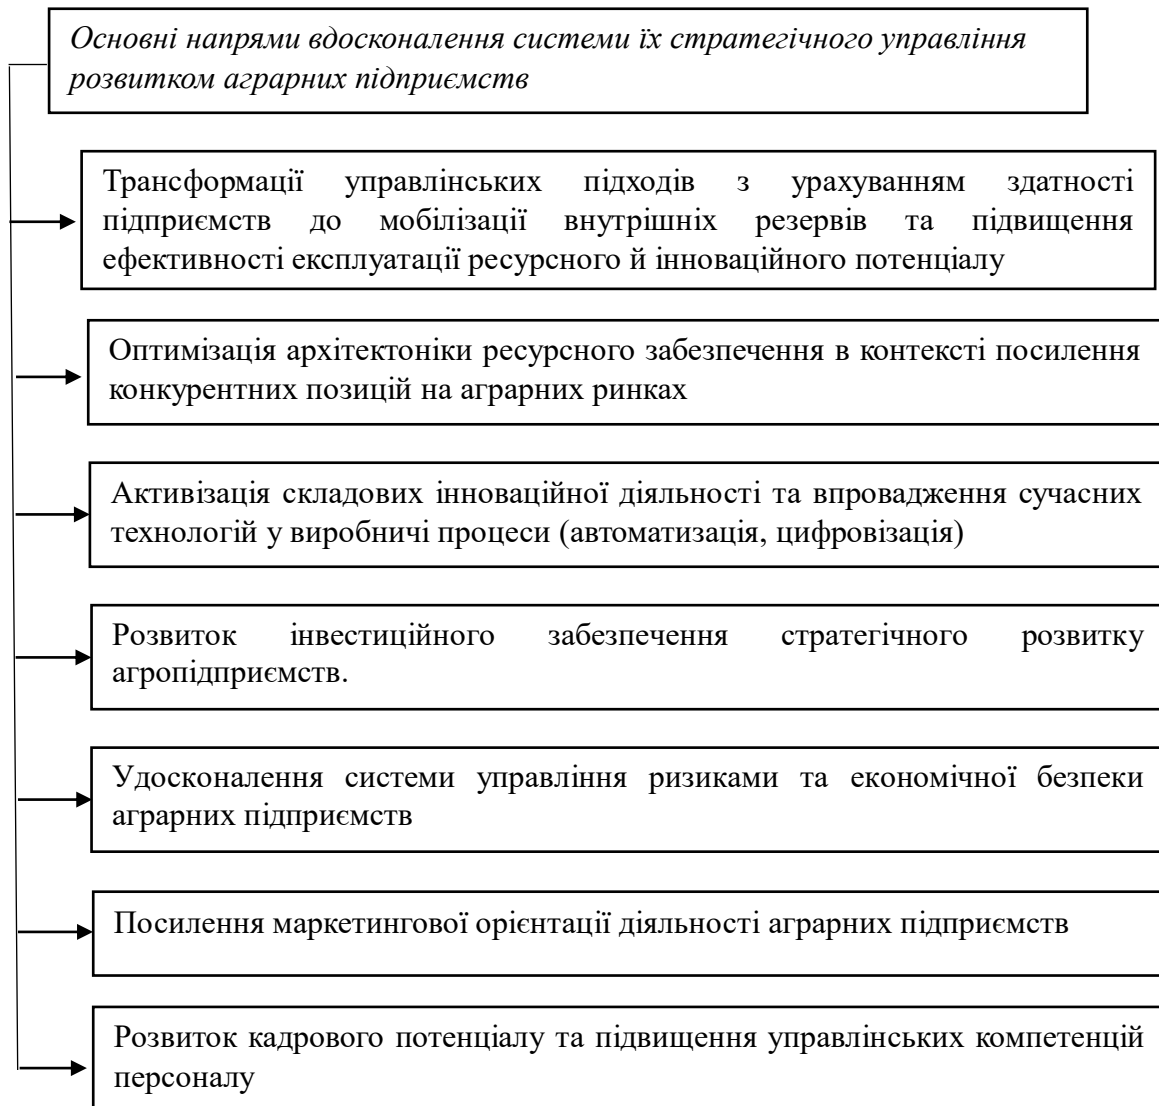 Основні напрями вдосконалення системи їх стратегічного управління
розвитком аграрних підприємств
Трансформації управлінських підходів з урахуванням здатності
підприємств до мобілізації внутрішніх резервів та підвищення
ефективності експлуатації ресурсного й інноваційного потенціалу
Оптимізація архітектоніки ресурсного забезпечення в контексті посилення
конкурентних позицій на аграрних ринках
Активізація складових інноваційної діяльності та впровадження сучасних
технологій у виробничі процеси (автоматизація, цифровізація)
Розвиток інвестиційного забезпечення стратегічного розвитку
агропідприємств.
Удосконалення системи управління ризиками та економічної безпеки
аграрних підприємств
Посилення маркетингової орієнтації діяльності аграрних підприємств
Розвиток кадрового потенціалу та підвищення управлінських компетенцій
персоналу